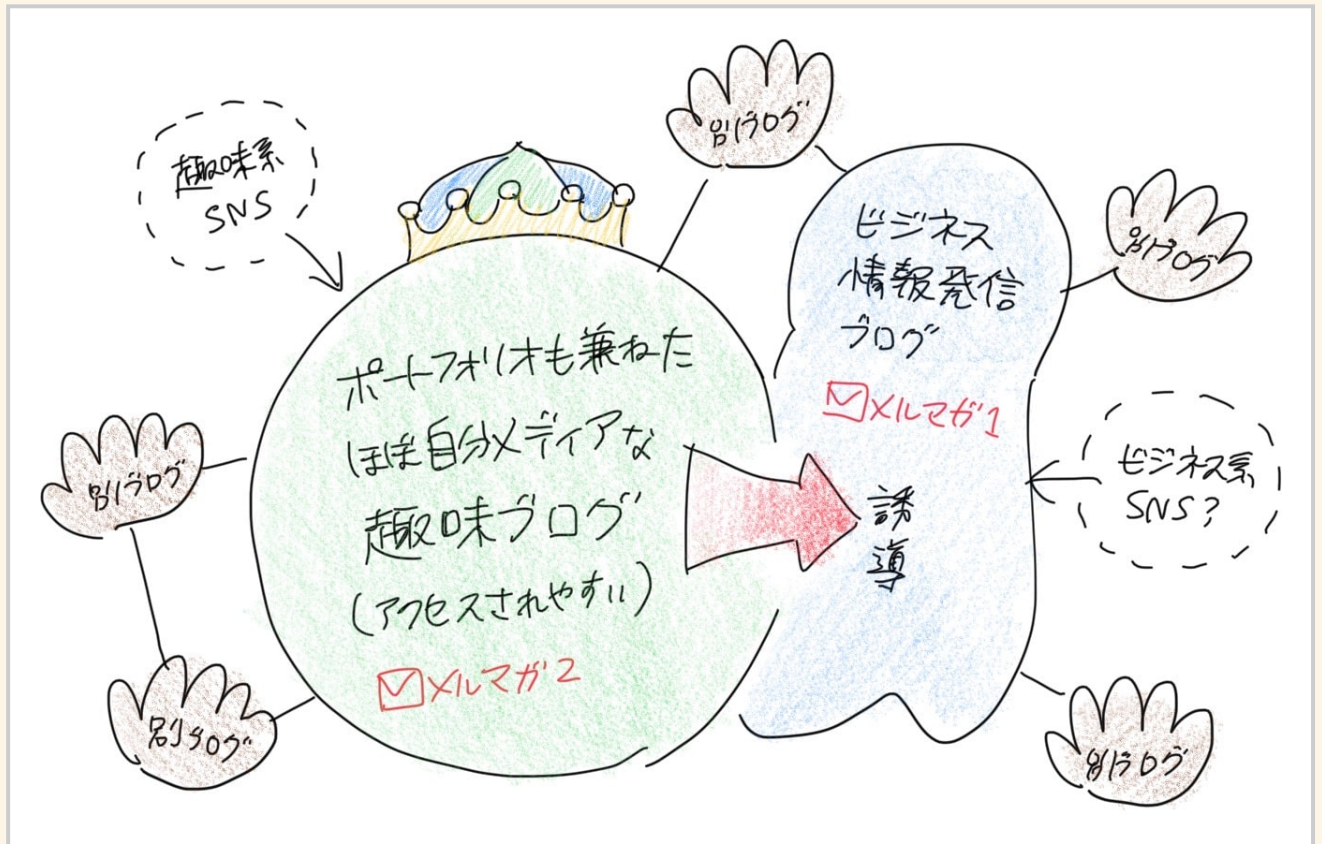 趣味系
SNS
別ブログ
ビジネス
情報発信
ブログ
メルマガ1
別ブログ
ポートフォリオも兼ねた
ほぼ自分メディアな
趣味ブログ
(アクセスされやすい)
メルマガ2
誘
導
ビジネス系
SNS?
別ブログ
別ブログ
別ブログ